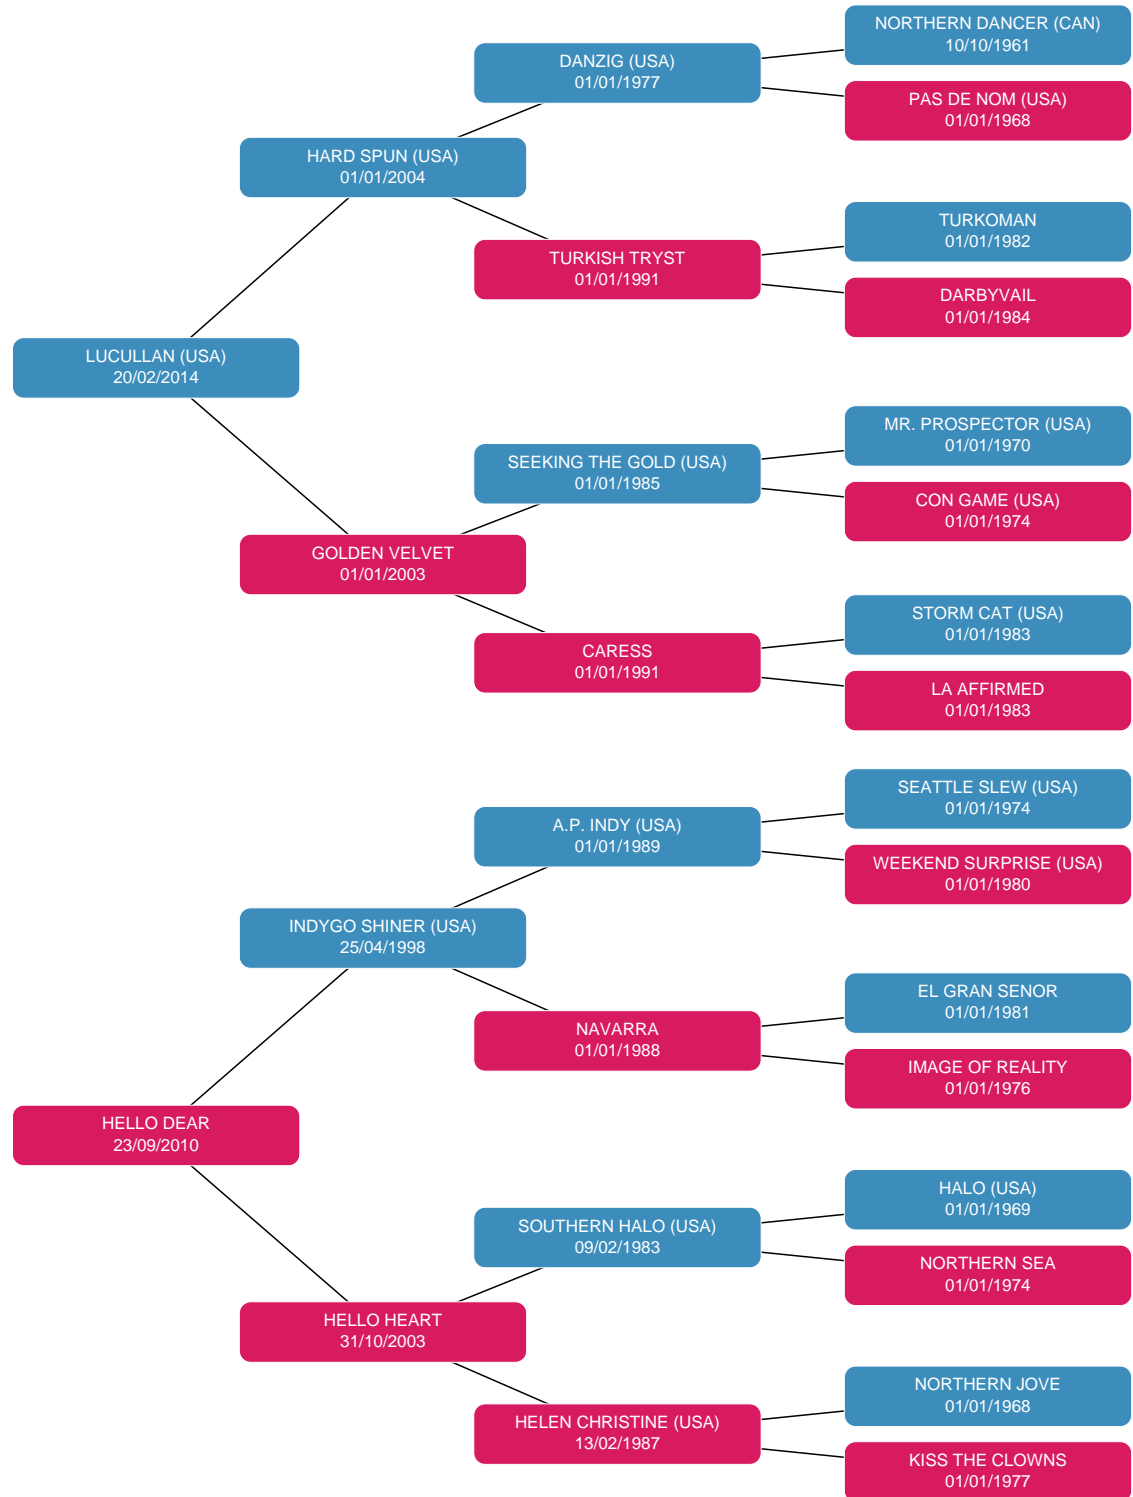 NORTHERN DANCER (CAN)
10/10/1961
DANZIG (USA)
01/01/1977
PAS DE NOM (USA)
01/01/1968
HARD SPUN (USA)
01/01/2004
TURKOMAN
01/01/1982
TURKISH TRYST
01/01/1991
DARBYVAIL
01/01/1984
LUCULLAN (USA)
20/02/2014
MR. PROSPECTOR (USA)
01/01/1970
SEEKING THE GOLD (USA)
01/01/1985
CON GAME (USA)
01/01/1974
GOLDEN VELVET
01/01/2003
STORM CAT (USA)
01/01/1983
CARESS
01/01/1991
LA AFFIRMED
01/01/1983
SEATTLE SLEW (USA)
01/01/1974
A.P. INDY (USA)
01/01/1989
WEEKEND SURPRISE (USA)
01/01/1980
INDYGO SHINER (USA)
25/04/1998
EL GRAN SENOR
01/01/1981
NAVARRA
01/01/1988
IMAGE OF REALITY
01/01/1976
HELLO DEAR
23/09/2010
HALO (USA)
01/01/1969
SOUTHERN HALO (USA)
09/02/1983
NORTHERN SEA
01/01/1974
HELLO HEART
31/10/2003
NORTHERN JOVE
01/01/1968
HELEN CHRISTINE (USA)
13/02/1987
KISS THE CLOWNS
01/01/1977